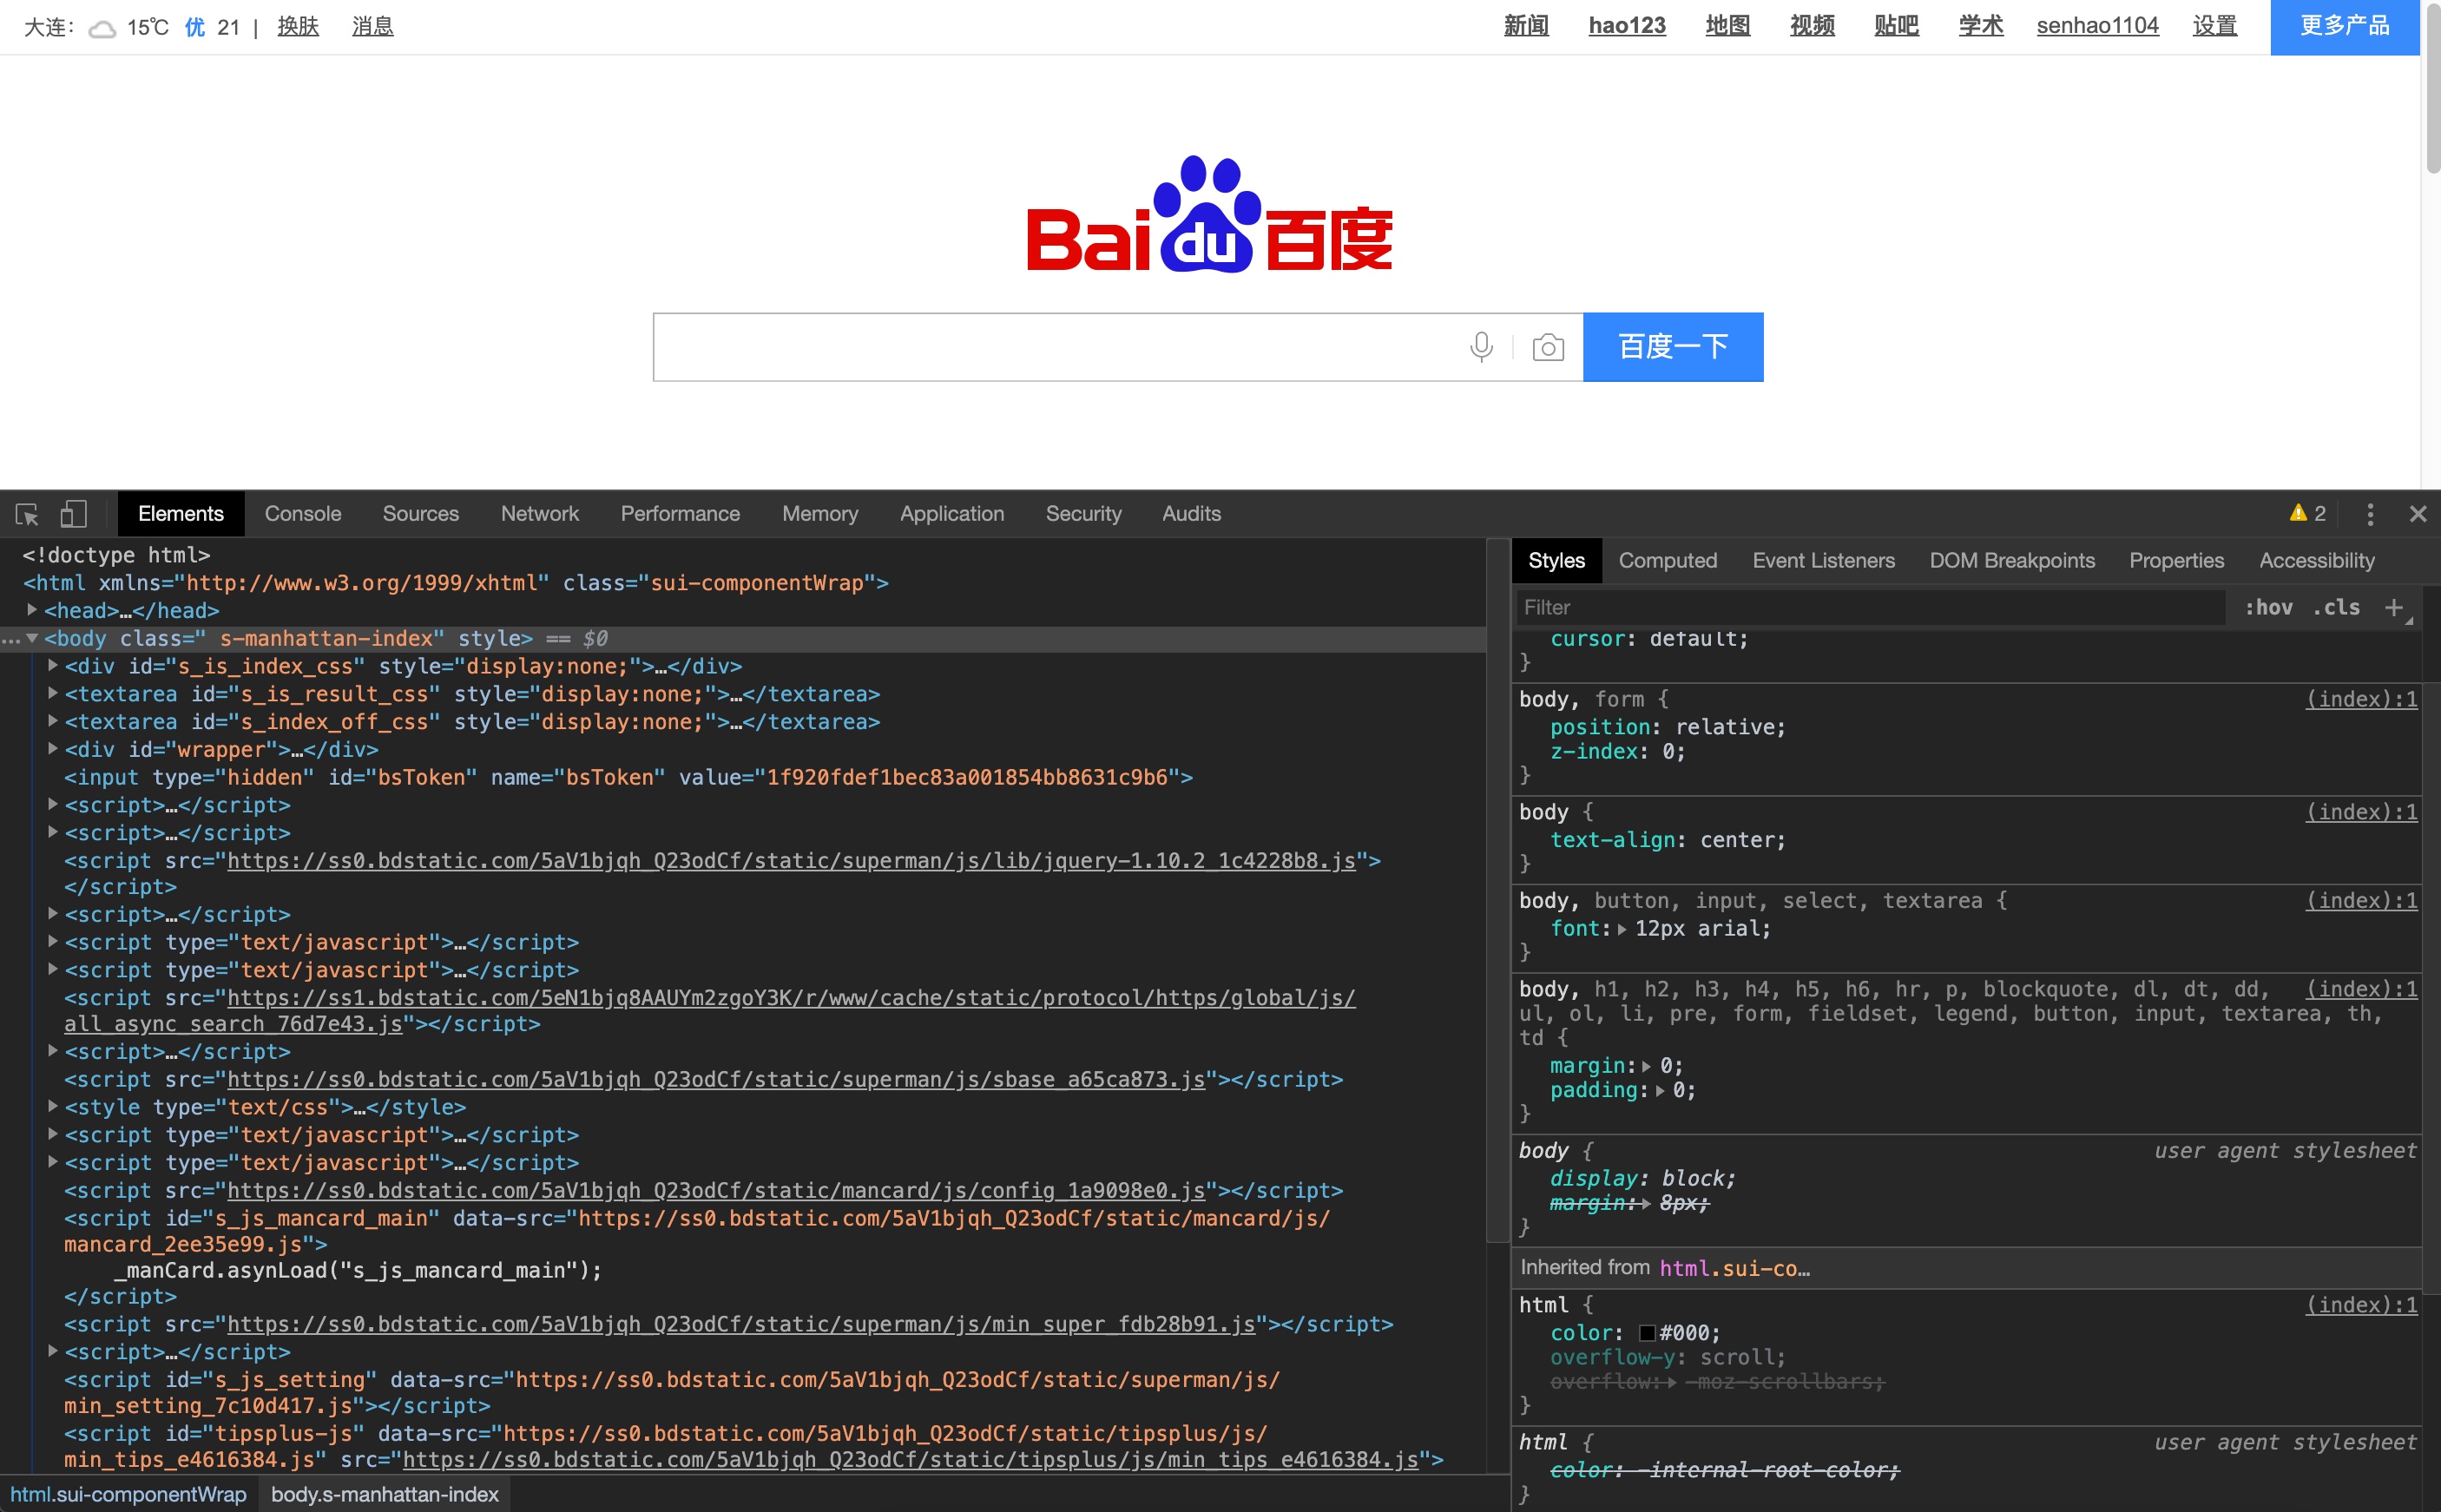 大连： 15℃ 优 21 | 换肤 消息 新闻 hao123 地图 视频 贴吧 学术 senhao1104 设置 更多产品
Bai du 百度
百度一下
Elements Console Sources Network Performance Memory Application Security Audits 2
<!doctype html>
<html xmlns="http://www.w3.org/1999/xhtml" class="sui-componentWrap">
<head>…</head>
…<body class=" s-manhattan-index" style> == $0
<div id="s_is_index_css" style="display:none;">…</div>
<textarea id="s_is_result_css" style="display:none;">…</textarea>
<textarea id="s_index_off_css" style="display:none;">…</textarea>
<div id="wrapper">…</div>
<input type="hidden" id="bsToken" name="bsToken" value="1f920fdef1bec83a001854bb8631c9b6">
<script>…</script>
<script>…</script>
<script src="https://ss0.bdstatic.com/5aV1bjqh_Q23odCf/static/superman/js/lib/jquery-1.10.2_1c4228b8.js">
</script>
<script>…</script>
<script type="text/javascript">…</script>
<script type="text/javascript">…</script>
<script src="https://ss1.bdstatic.com/5eN1bjq8AAUYm2zgoY3K/r/www/cache/static/protocol/https/global/js/
all_async_search_76d7e43.js"></script>
<script>…</script>
<script src="https://ss0.bdstatic.com/5aV1bjqh_Q23odCf/static/superman/js/sbase_a65ca873.js"></script>
<style type="text/css">…</style>
<script type="text/javascript">…</script>
<script type="text/javascript">…</script>
<script src="https://ss0.bdstatic.com/5aV1bjqh_Q23odCf/static/mancard/js/config_1a9098e0.js"></script>
<script id="s_js_mancard_main" data-src="https://ss0.bdstatic.com/5aV1bjqh_Q23odCf/static/mancard/js/
mancard_2ee35e99.js">
_manCard.asynLoad("s_js_mancard_main");
</script>
<script src="https://ss0.bdstatic.com/5aV1bjqh_Q23odCf/static/superman/js/min_super_fdb28b91.js"></script>
<script>…</script>
<script id="s_js_setting" data-src="https://ss0.bdstatic.com/5aV1bjqh_Q23odCf/static/superman/js/
min_setting_7c10d417.js"></script>
<script id="tipsplus-js" data-src="https://ss0.bdstatic.com/5aV1bjqh_Q23odCf/static/tipsplus/js/
min_tips_e4616384.js" src="https://ss0.bdstatic.com/5aV1bjqh_Q23odCf/static/tipsplus/js/min_tips_e4616384.js">
html.sui-componentWrap body.s-manhattan-index
Styles Computed Event Listeners DOM Breakpoints Properties Accessibility
Filter :hov .cls +
cursor: default;
}
body, form { (index):1
position: relative;
z-index: 0;
}
body { (index):1
text-align: center;
}
body, button, input, select, textarea { (index):1
font: 12px arial;
}
body, h1, h2, h3, h4, h5, h6, hr, p, blockquote, dl, dt, dd, (index):1
ul, ol, li, pre, form, fieldset, legend, button, input, textarea, th,
td {
margin: 0;
padding: 0;
}
body { user agent stylesheet
display: block;
margin: 8px;
}
Inherited from html.sui-co…
html { (index):1
color: #000;
overflow-y: scroll;
overflow: -moz-scrollbars;
}
html { user agent stylesheet
color: -internal-root-color;
}